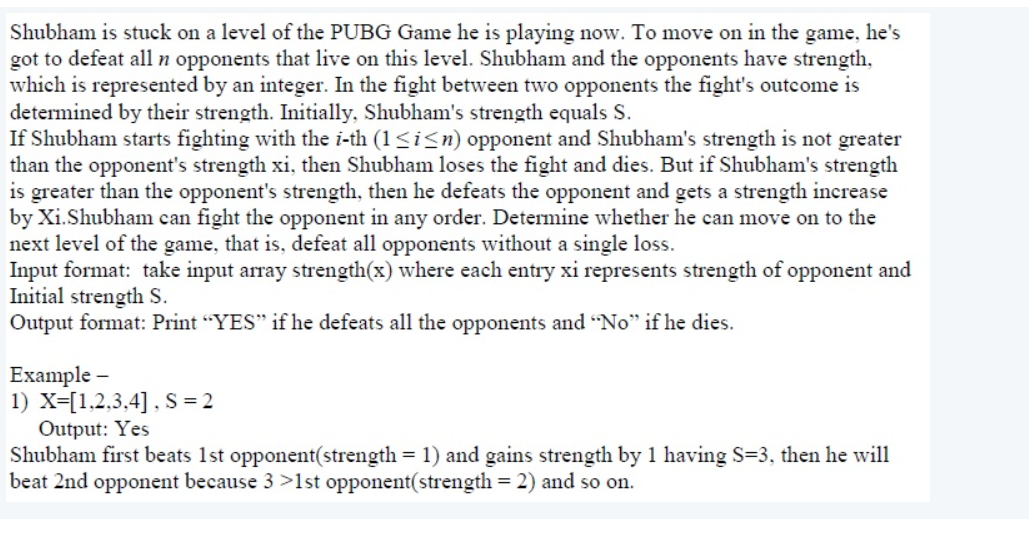 Shubham is stuck on a level of the PUBG Game he is playing now. To move on in the game, he's
got to defeat all n opponents that live on this level. Shubham and the opponents have strength,
which is represented by an integer. In the fight between two opponents the fight's outcome is
determined by their strength. Initially, Shubham's strength equals S.
If Shubham starts fighting with the i-th (1≤i≤n) opponent and Shubham's strength is not greater
than the opponent's strength xi, then Shubham loses the fight and dies. But if Shubham's strength
is greater than the opponent's strength, then he defeats the opponent and gets a strength increase
by Xi.Shubham can fight the opponent in any order. Determine whether he can move on to the
next level of the game, that is, defeat all opponents without a single loss.
Input format: take input array strength(x) where each entry xi represents strength of opponent and
Initial strength S.
Output format: Print “YES” if he defeats all the opponents and “No” if he dies.
Example –
1) X=[1,2,3,4] , S = 2
Output: Yes
Shubham first beats 1st opponent(strength = 1) and gains strength by 1 having S=3, then he will
beat 2nd opponent because 3 >1st opponent(strength = 2) and so on.